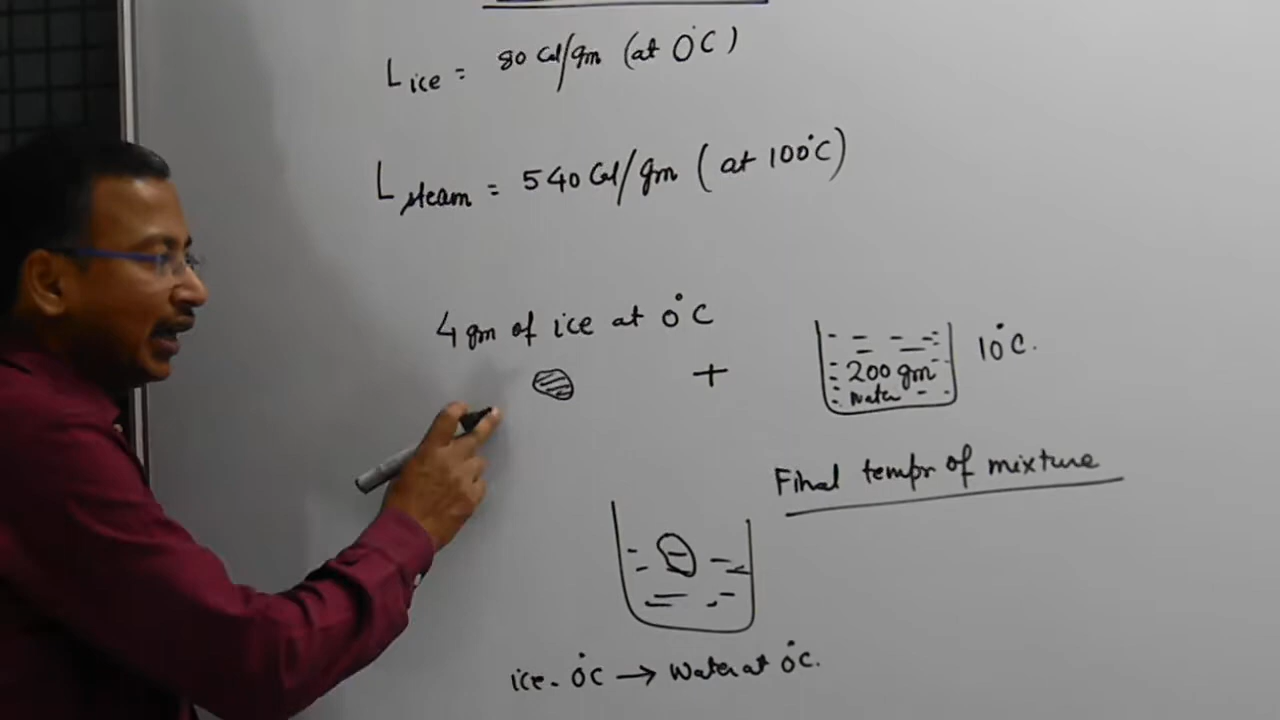 L ice = 80 Cal/gm (at 0°C)
L steam = 540 Cal/gm (at 100°C)
4 gm of ice at 0°C
+
200 gm
water
10°C.
Final tempr of mixture
ice. 0°C → Water at 0°C.